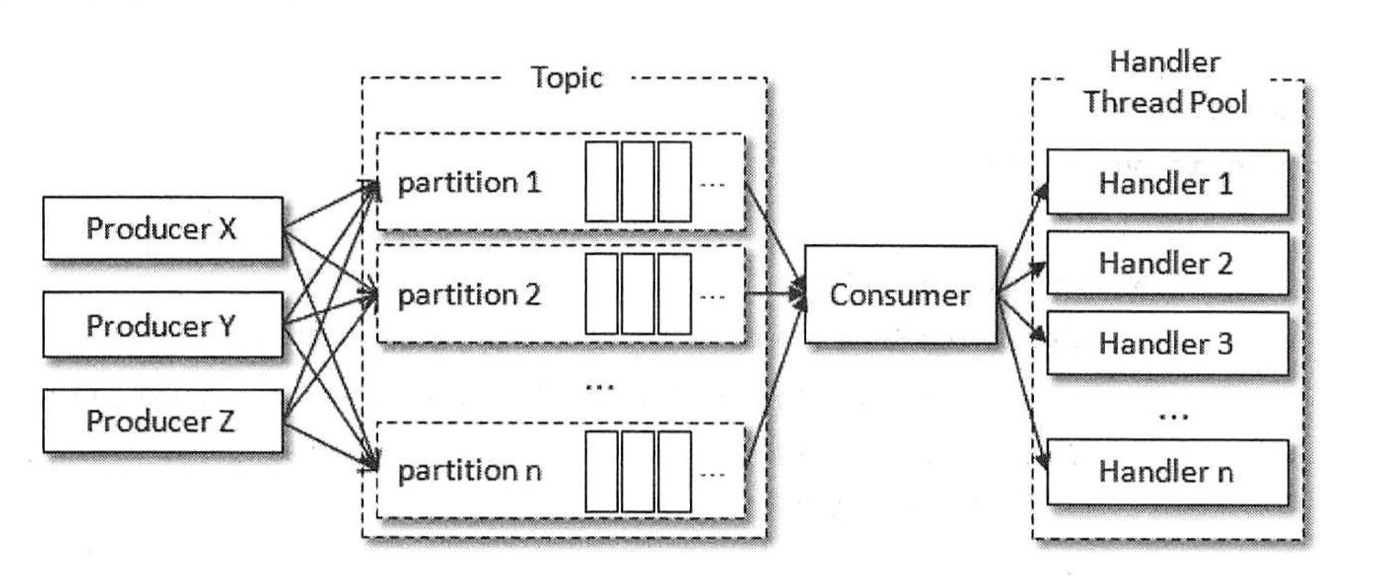 Topic
Handler
Thread Pool
Producer X
Producer Y
Producer Z
partition 1 ...
partition 2 ...
...
partition n ...
Consumer
Handler 1
Handler 2
Handler 3
...
Handler n